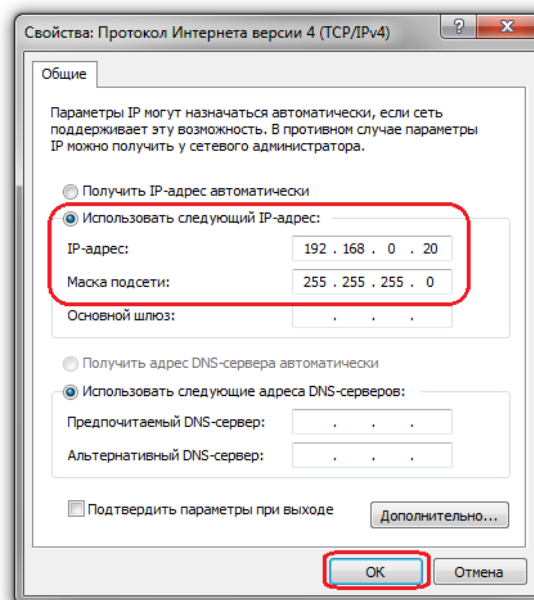 Свойства: Протокол Интернета версии 4 (TCP/IPv4)
?
Общие
Параметры IP могут назначаться автоматически, если сеть
поддерживает эту возможность. В противном случае параметры
IP можно получить у сетевого администратора.
Получить IP-адрес автоматически
Использовать следующий IP-адрес:
IP-адрес: 192 . 168 . 0 . 20
Маска подсети: 255 . 255 . 255 . 0
Основной шлюз: . . .
Получить адрес DNS-сервера автоматически
Использовать следующие адреса DNS-серверов:
Предпочитаемый DNS-сервер: . . .
Альтернативный DNS-сервер: . . .
Подтвердить параметры при выходе
Дополнительно...
ОК Отмена